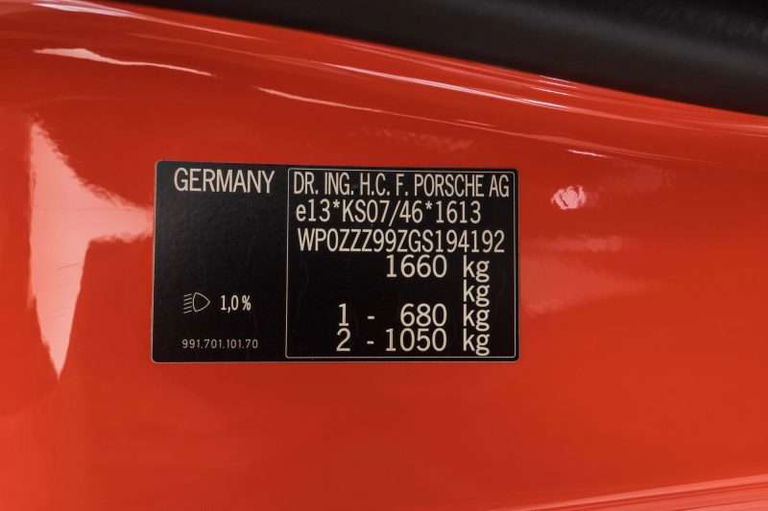 GERMANY
DR. ING. H.C. F. PORSCHE AG
e13*KS07/46*1613
WP0ZZZ99ZGS194192
1660 kg
kg
1 - 680 kg
2 - 1050 kg
1,0%
991.701.101.70